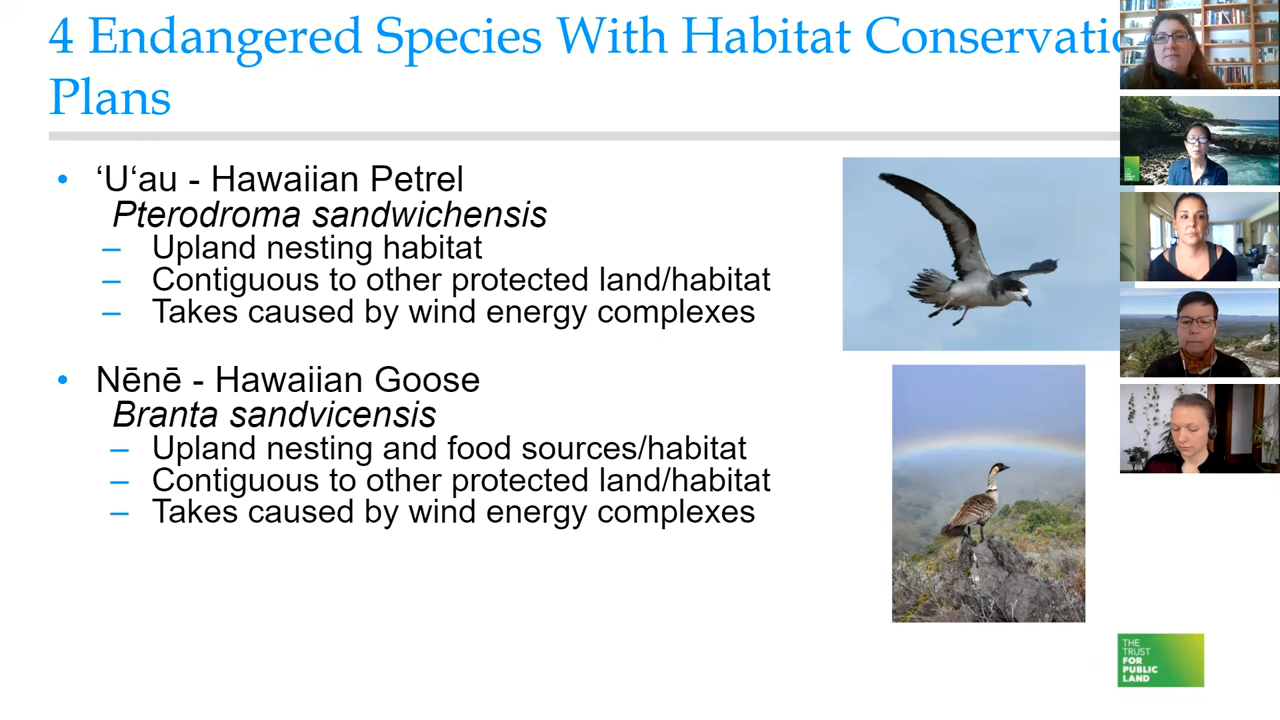 4 Endangered Species With Habitat Conservatio
Plans
• ‘U‘au - Hawaiian Petrel
Pterodroma sandwichensis
– Upland nesting habitat
– Contiguous to other protected land/habitat
– Takes caused by wind energy complexes
• Nēnē - Hawaiian Goose
Branta sandvicensis
– Upland nesting and food sources/habitat
– Contiguous to other protected land/habitat
– Takes caused by wind energy complexes
THE
TRUST
FOR
PUBLIC
LAND